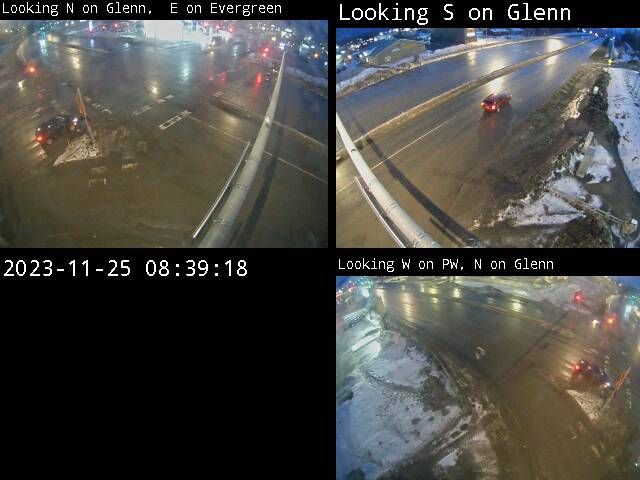 Looking N on Glenn,  E on Evergreen
Looking S on Glenn
2023-11-25 08:39:18
Looking W on PW, N on Glenn